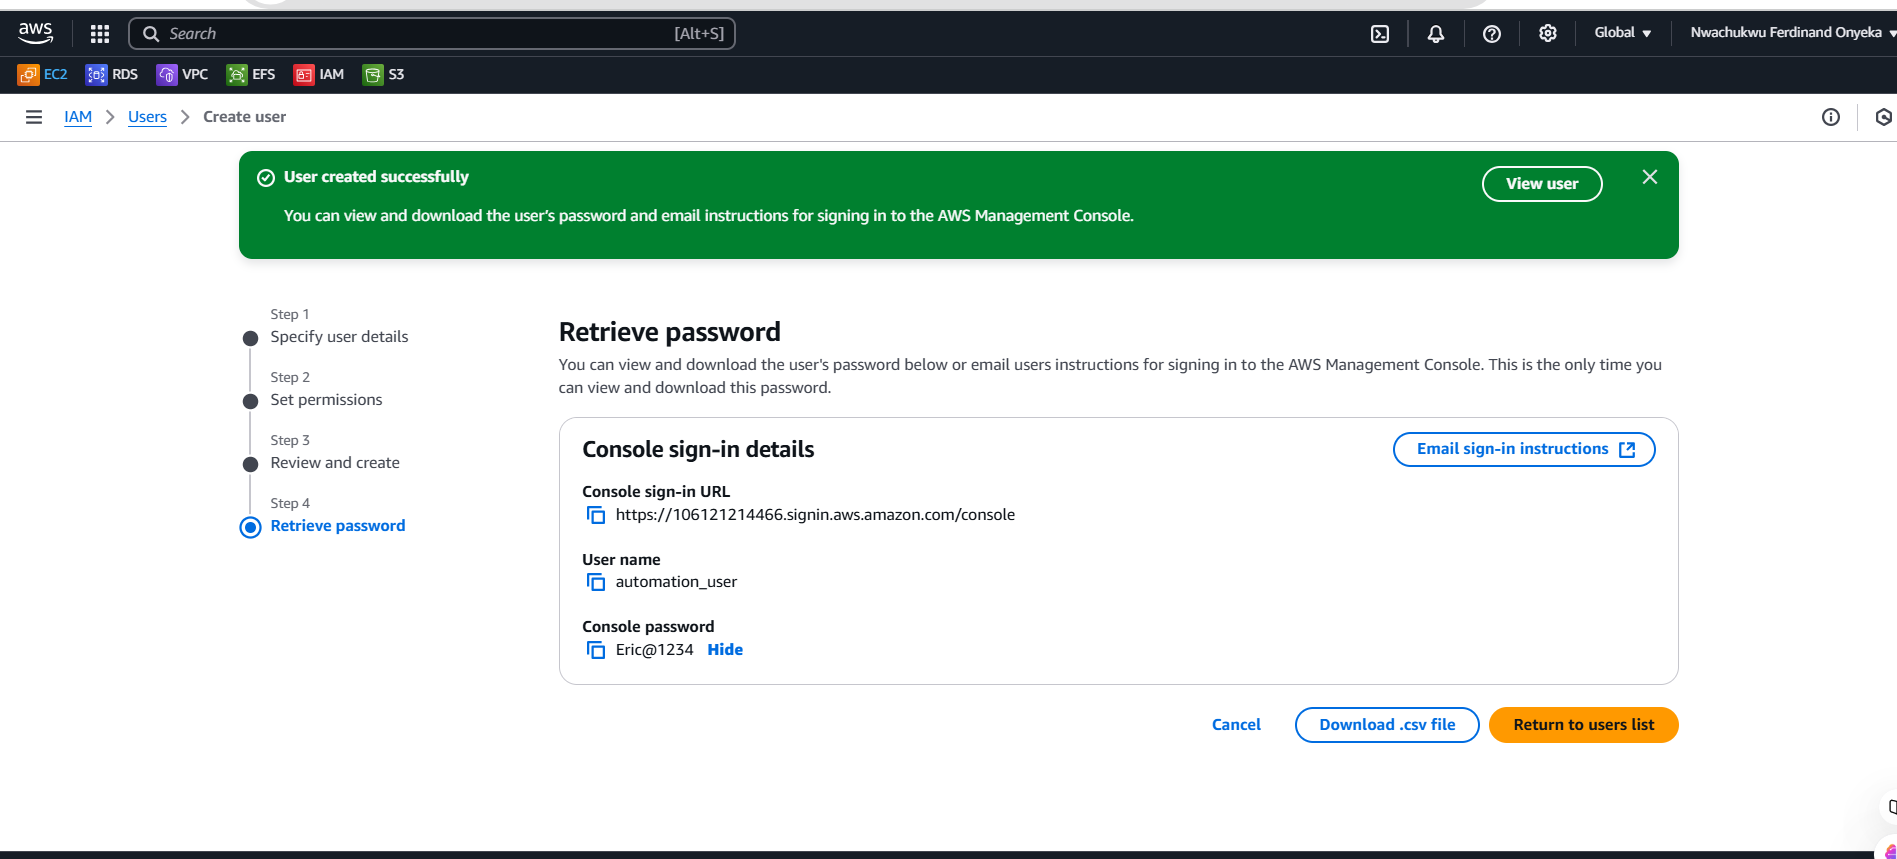 aws
Search
[Alt+S]
Global
Nwachukwu Ferdinand Onyeka
EC2
RDS
VPC
EFS
IAM
S3
IAM
Users
Create user
User created successfully
You can view and download the user's password and email instructions for signing in to the AWS Management Console.
View user
Step 1
Specify user details
Step 2
Set permissions
Step 3
Review and create
Step 4
Retrieve password
Retrieve password
You can view and download the user's password below or email users instructions for signing in to the AWS Management Console. This is the only time you
can view and download this password.
Console sign-in details
Email sign-in instructions
Console sign-in URL
https://106121214466.signin.aws.amazon.com/console
User name
automation_user
Console password
Eric@1234 Hide
Cancel
Download .csv file
Return to users list